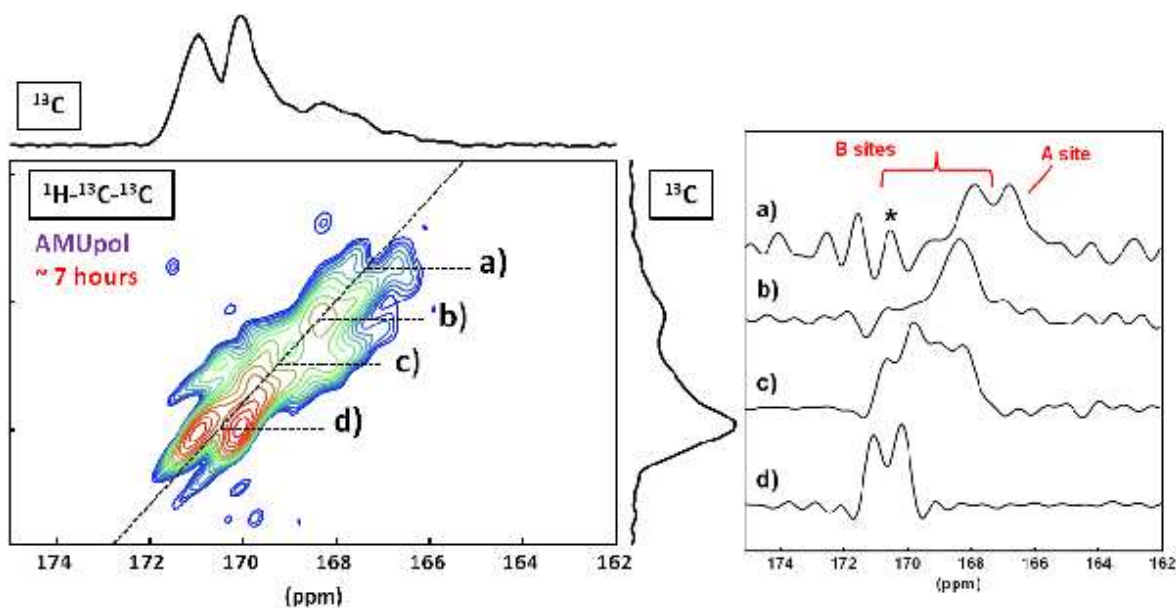 ¹³C
¹H-¹³C-¹³C
AMUpol
~ 7 hours
a)
b)
c)
d)
174 172 170 168 166 164 162
(ppm)
¹³C
B sites
A site
a)
*
b)
c)
d)
174 172 170 168 166 164 162
(ppm)